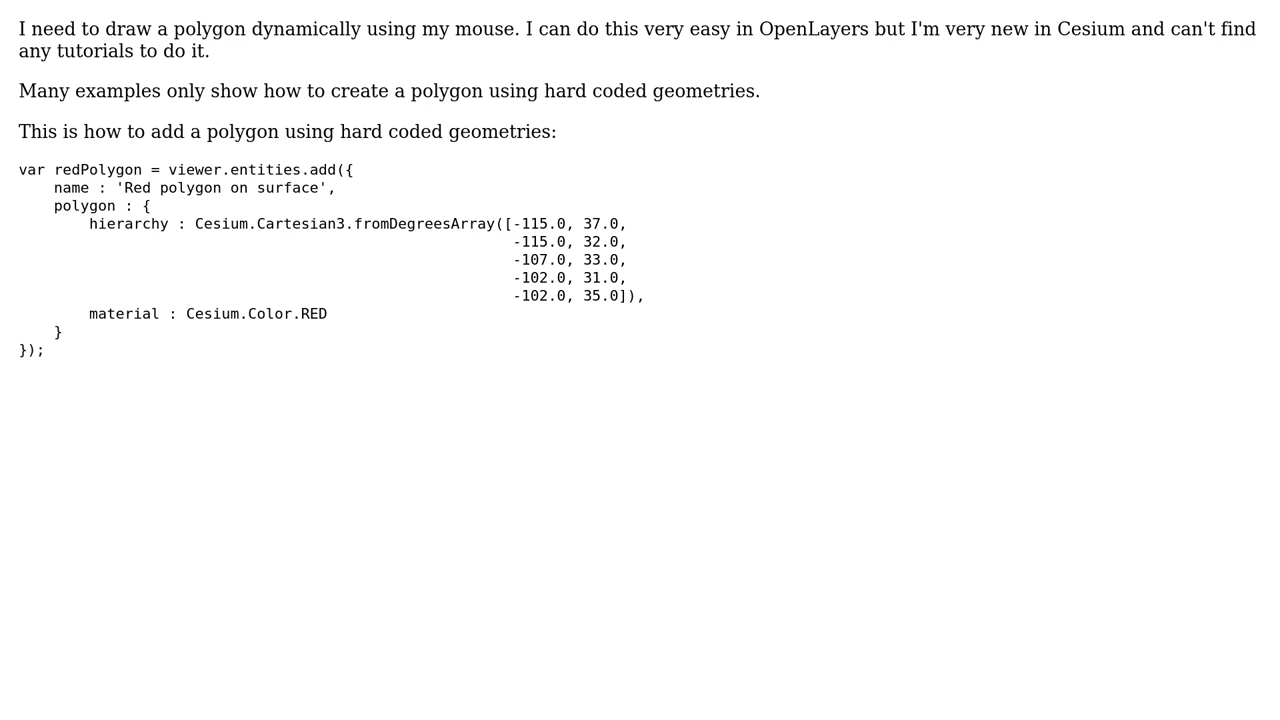 I need to draw a polygon dynamically using my mouse. I can do this very easy in OpenLayers but I'm very new in Cesium and can't find
any tutorials to do it.
Many examples only show how to create a polygon using hard coded geometries.
This is how to add a polygon using hard coded geometries:
var redPolygon = viewer.entities.add({
    name : 'Red polygon on surface',
    polygon : {
        hierarchy : Cesium.Cartesian3.fromDegreesArray([-115.0, 37.0,
                                                        -115.0, 32.0,
                                                        -107.0, 33.0,
                                                        -102.0, 31.0,
                                                        -102.0, 35.0]),
        material : Cesium.Color.RED
    }
});